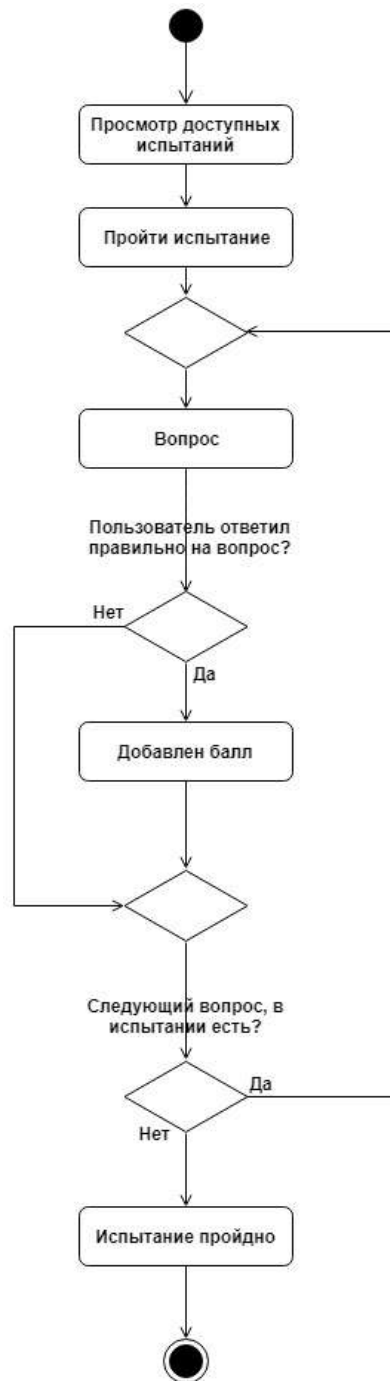 Просмотр доступных
испытаний
Пройти испытание
Вопрос
Пользователь ответил
правильно на вопрос?
Нет
Да
Добавлен балл
Следующий вопрос, в
испытании есть?
Да
Нет
Испытание пройдно